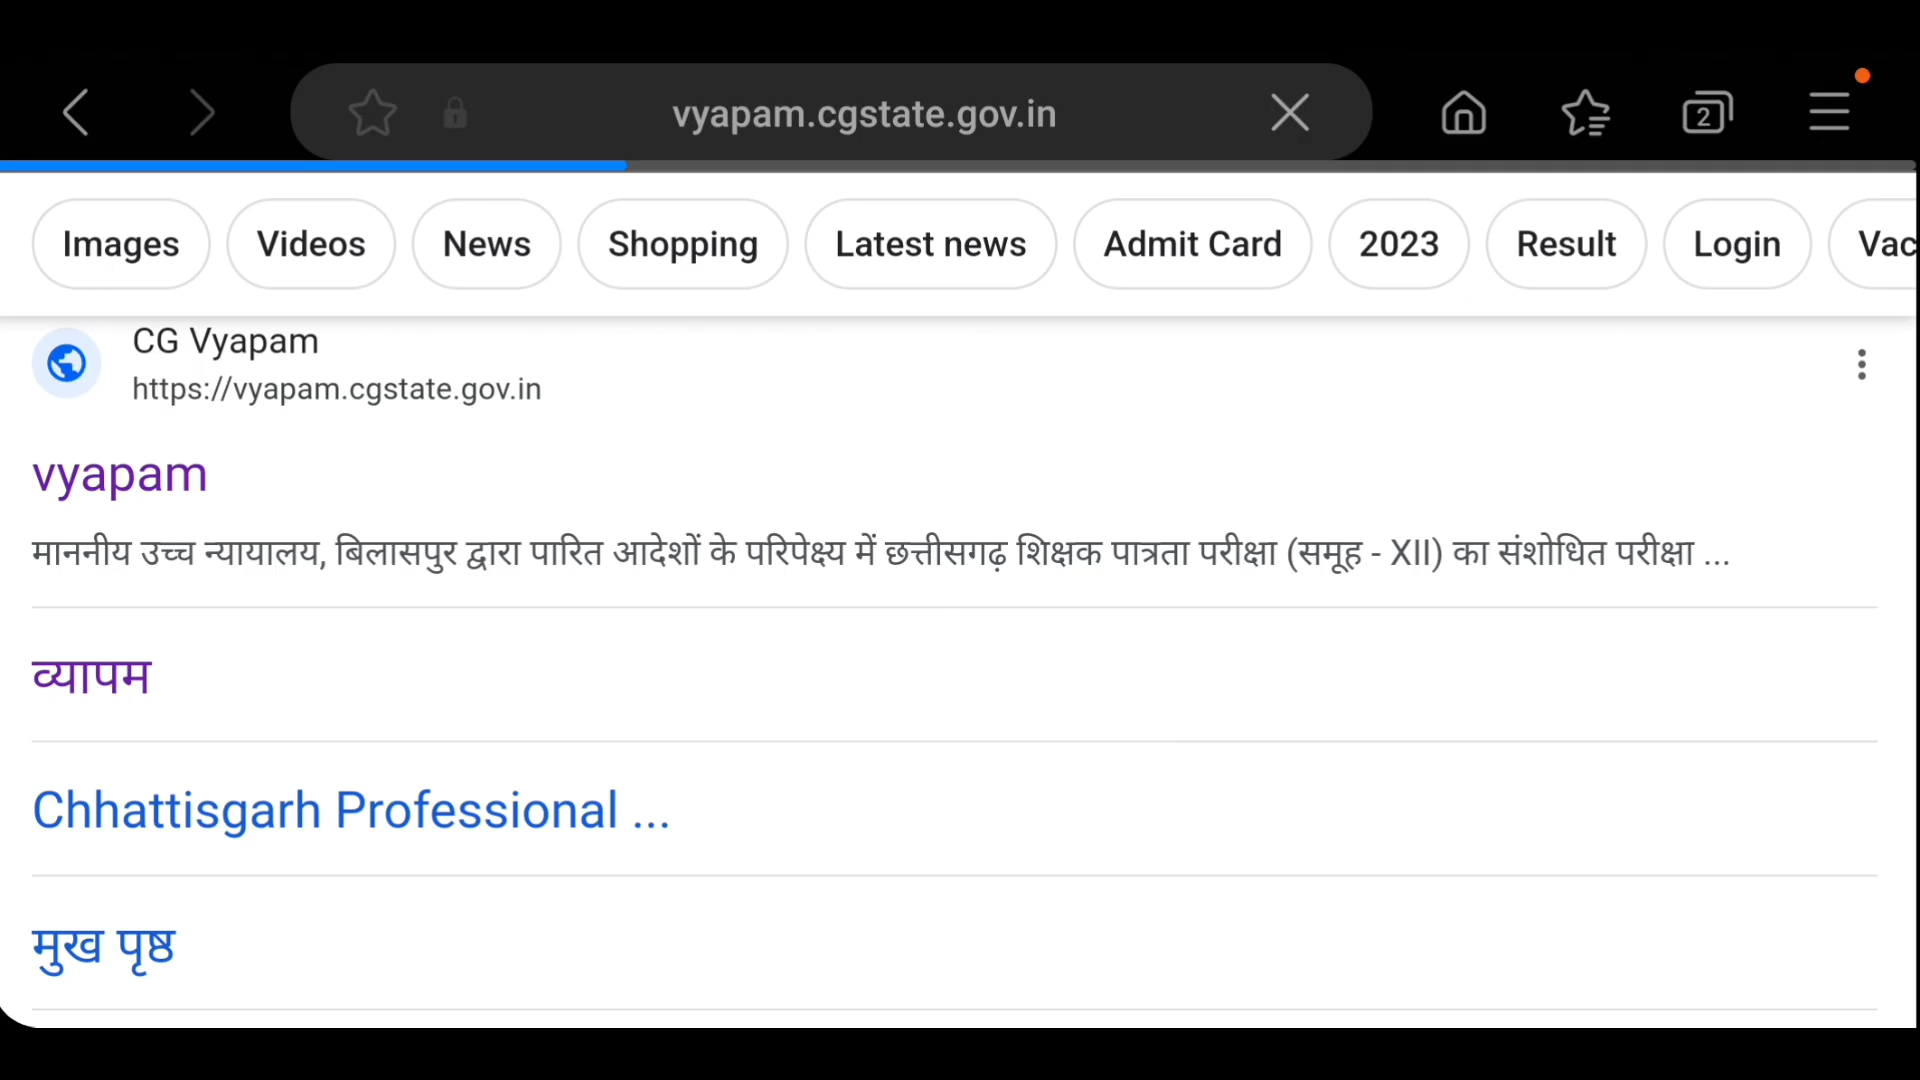 vyapam.cgstate.gov.in
2
Images Videos News Shopping Latest news Admit Card 2023 Result Login Vac
CG Vyapam
https://vyapam.cgstate.gov.in
vyapam
माननीय उच्च न्यायालय, बिलासपुर द्वारा पारित आदेशों के परिपेक्ष्य में छत्तीसगढ़ शिक्षक पात्रता परीक्षा (समूह - XII) का संशोधित परीक्षा ...
व्यापम
Chhattisgarh Professional ...
मुख पृष्ठ